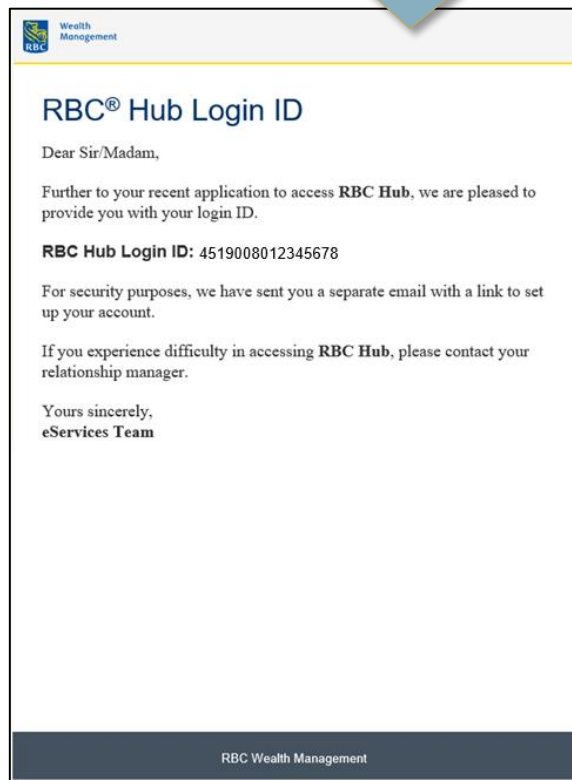 RBC
Wealth
Management
RBC® Hub Login ID
Dear Sir/Madam,
Further to your recent application to access RBC Hub, we are pleased to
provide you with your login ID.
RBC Hub Login ID: 4519008012345678
For security purposes, we have sent you a separate email with a link to set
up your account.
If you experience difficulty in accessing RBC Hub, please contact your
relationship manager.
Yours sincerely,
eServices Team
RBC Wealth Management